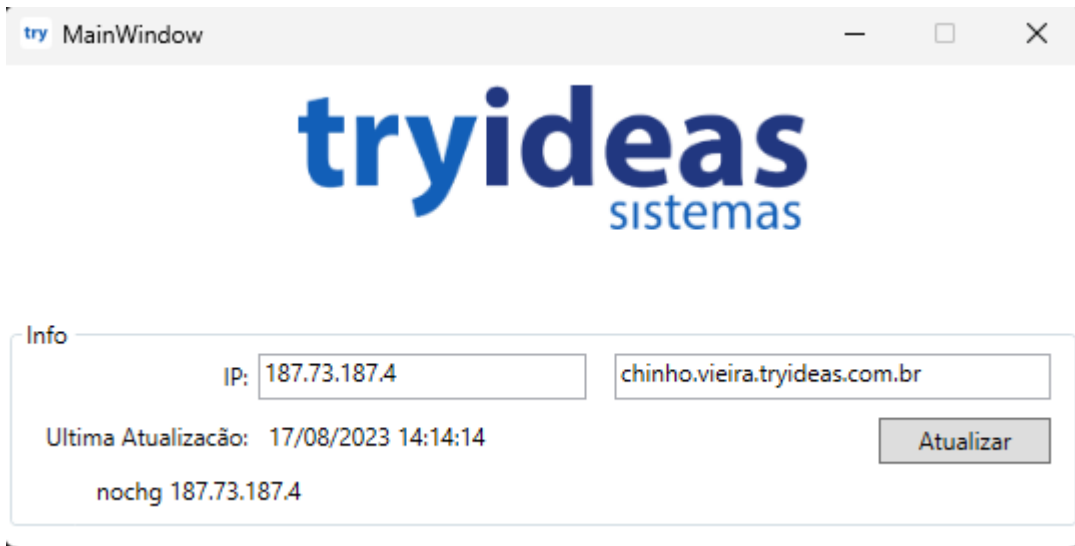 try MainWindow
tryideas
sistemas
Info
IP: 187.73.187.4 chinho.vieira.tryideas.com.br
Ultima Atualizacão: 17/08/2023 14:14:14 Atualizar
nochg 187.73.187.4